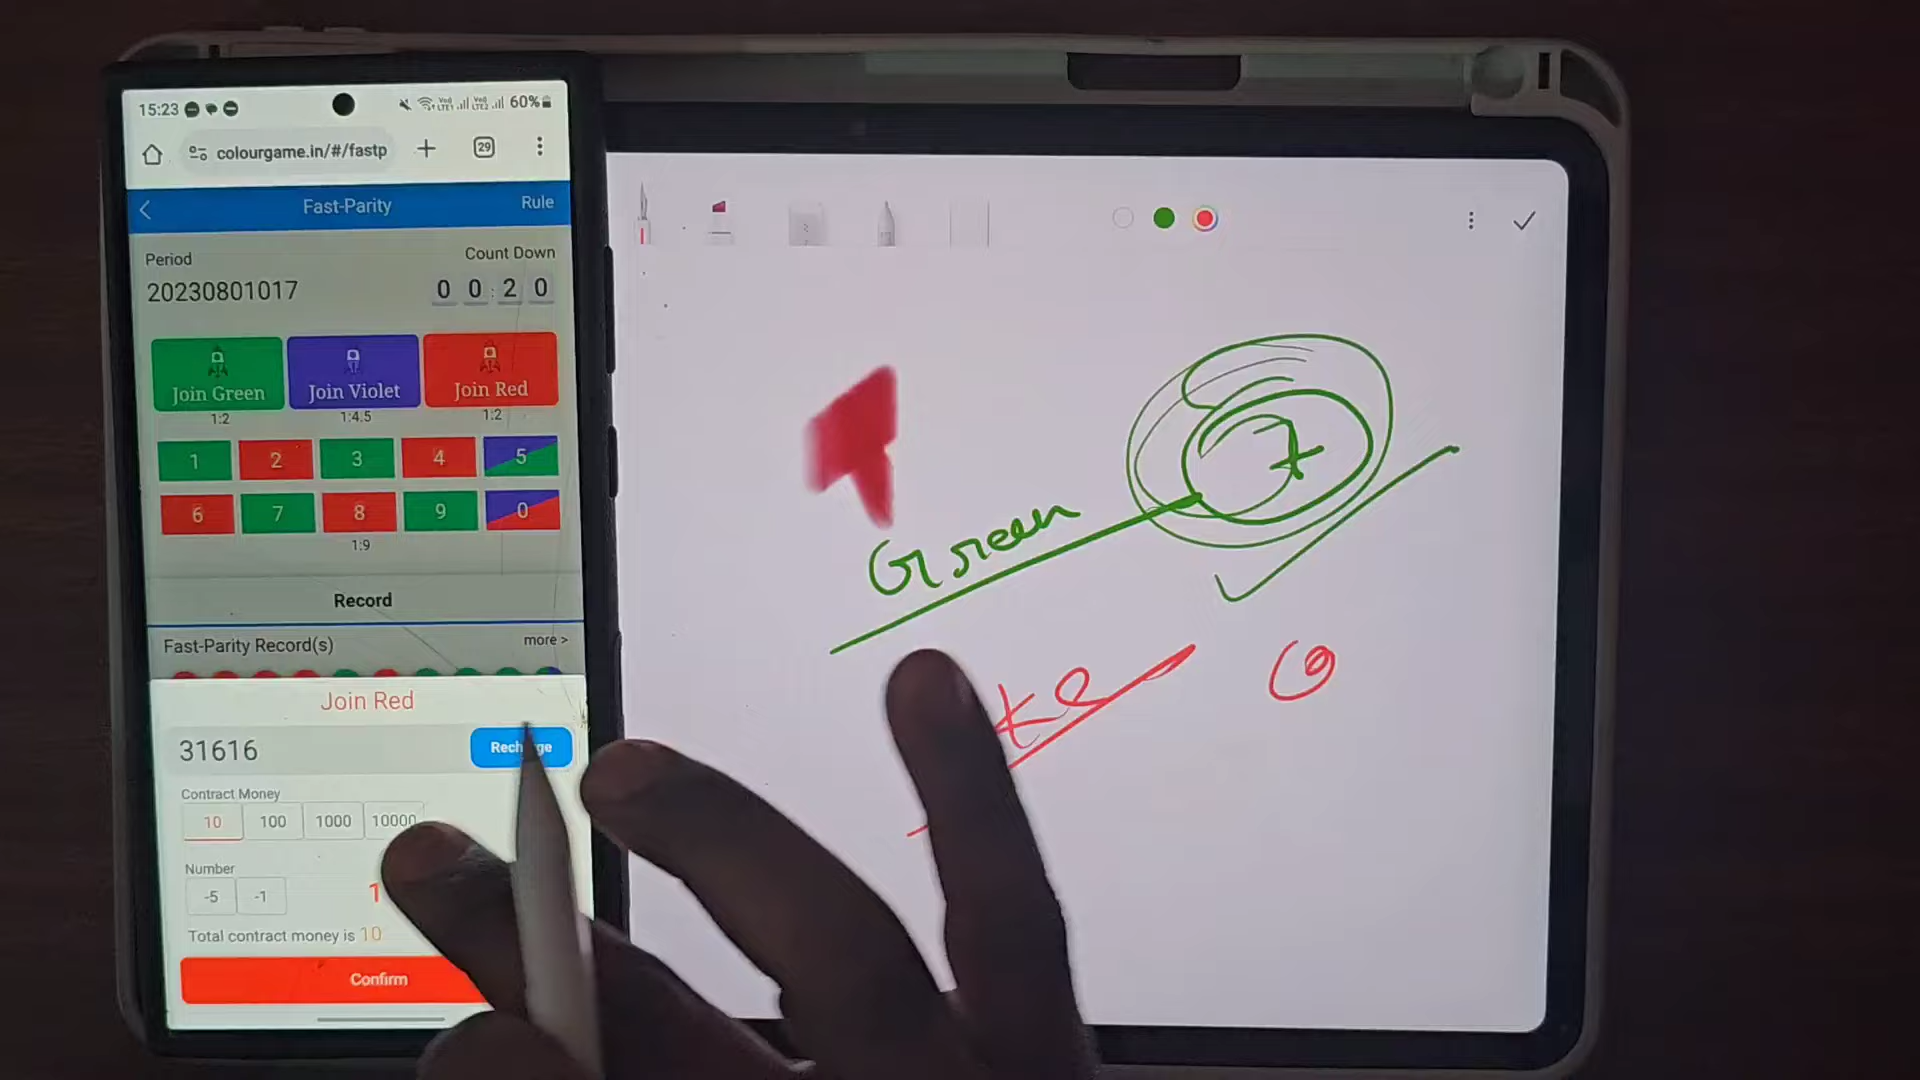 15:23 60%
colourgame.in/#/fastp 29
Fast-Parity Rule
Period Count Down
20230801017 0 0 : 2 0
Join Green Join Violet Join Red
1:2 1:4.5 1:2
1 2 3 4 5
6 7 8 9 0
1:9
Record
Fast-Parity Record(s) more >
Join Red
31616 Recharge
Contract Money
10 100 1000 10000
Number
-5 -1 1
Total contract money is 10
Confirm
7
Green